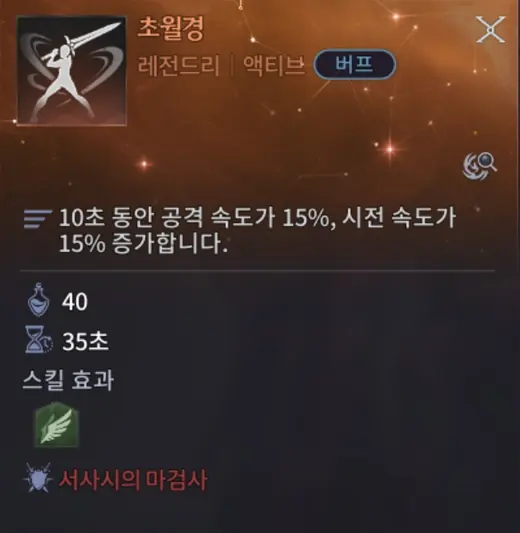 초월경
레전드리 | 액티브 버프
10초 동안 공격 속도가 15%, 시전 속도가
15% 증가합니다.
40
35초
스킬 효과
서사시의 마검사